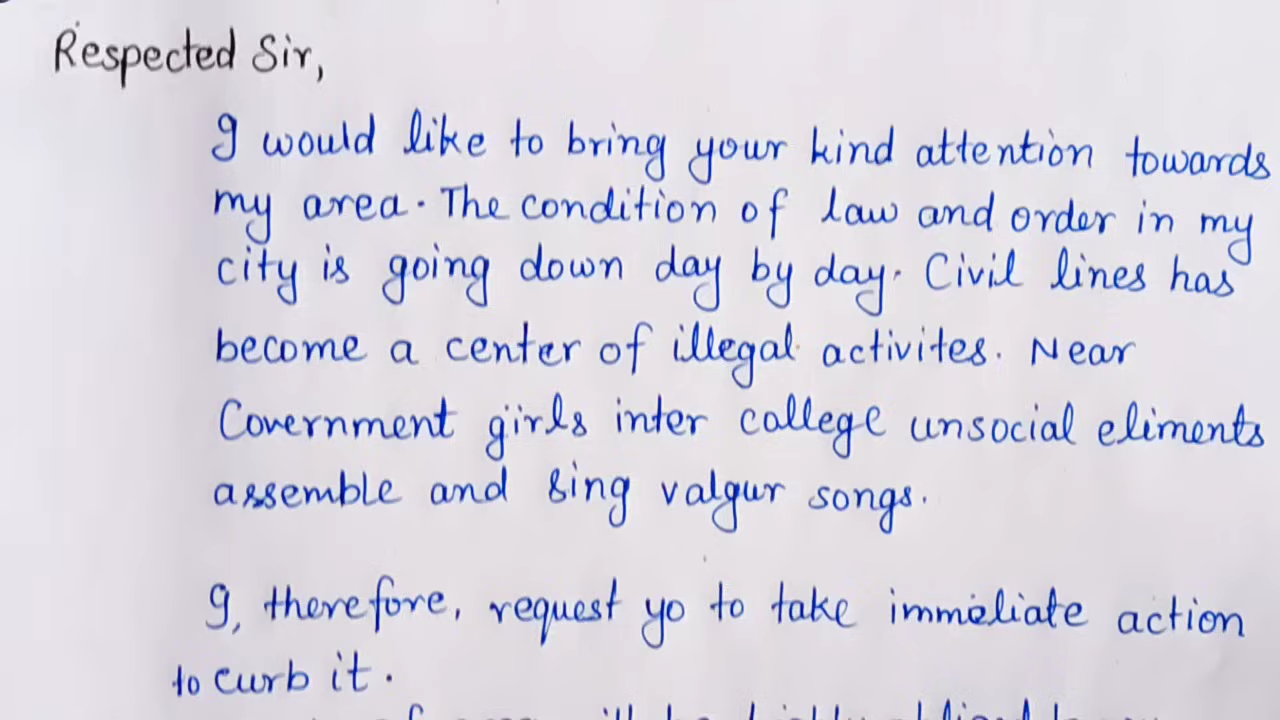 Respected Sir,
I would like to bring your kind attention towards
my area. The condition of law and order in my
city is going down day by day. Civil lines has
become a center of illegal activites. Near
Government girls inter college unsocial eliments
assemble and sing valgur songs.
I, therefore, request yo to take immeliate action
to curb it.